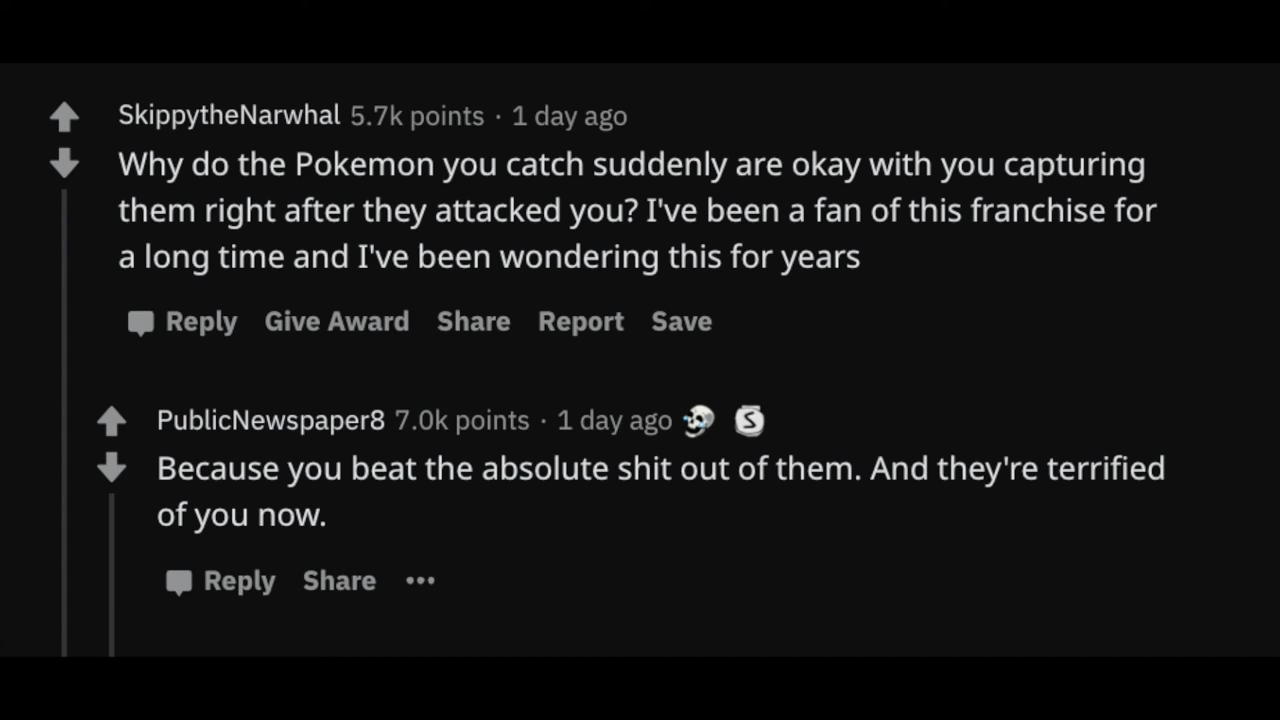 SkippytheNarwhal 5.7k points · 1 day ago
Why do the Pokemon you catch suddenly are okay with you capturing
them right after they attacked you? I've been a fan of this franchise for
a long time and I've been wondering this for years
Reply Give Award Share Report Save
PublicNewspaper8 7.0k points · 1 day ago S
Because you beat the absolute shit out of them. And they're terrified
of you now.
Reply Share •••